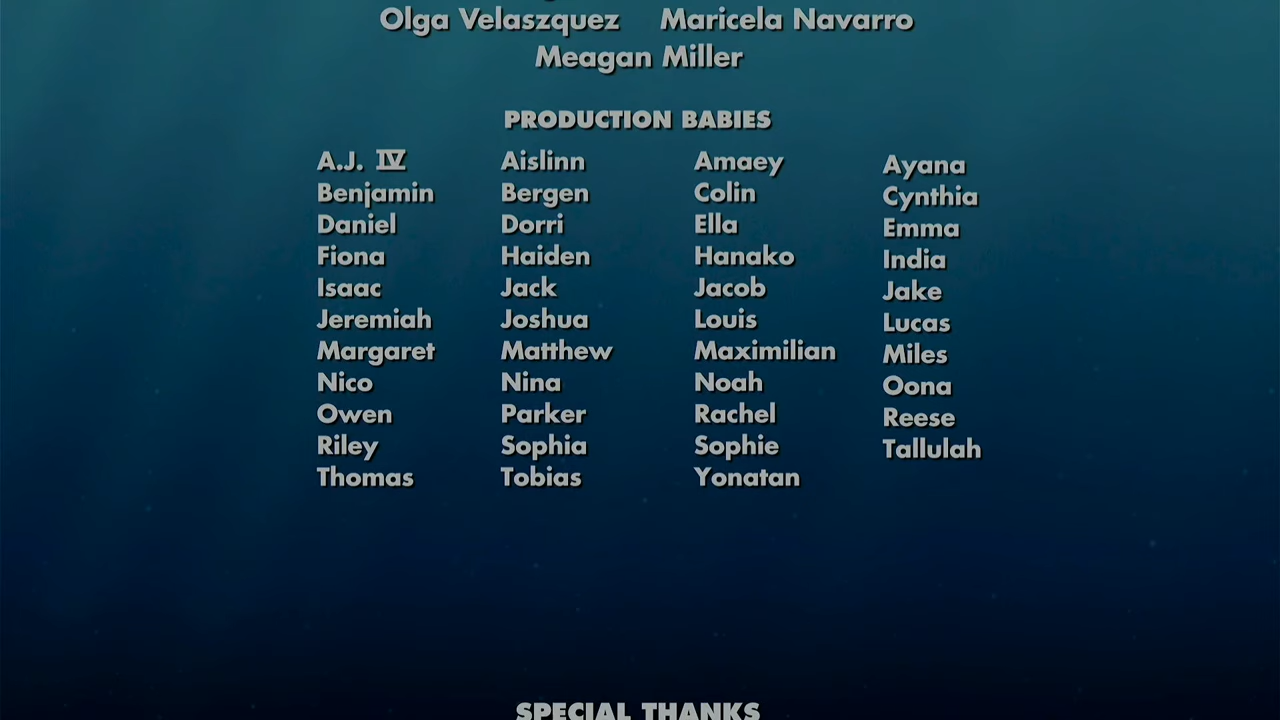 Olga Velaszquez Maricela Navarro
Meagan Miller
PRODUCTION BABIES
A.J. IV Aislinn Amaey Ayana
Benjamin Bergen Colin Cynthia
Daniel Dorri Ella Emma
Fiona Haiden Hanako India
Isaac Jack Jacob Jake
Jeremiah Joshua Louis Lucas
Margaret Matthew Maximilian Miles
Nico Nina Noah Oona
Owen Parker Rachel Reese
Riley Sophia Sophie Tallulah
Thomas Tobias Yonatan
SPECIAL THANKS